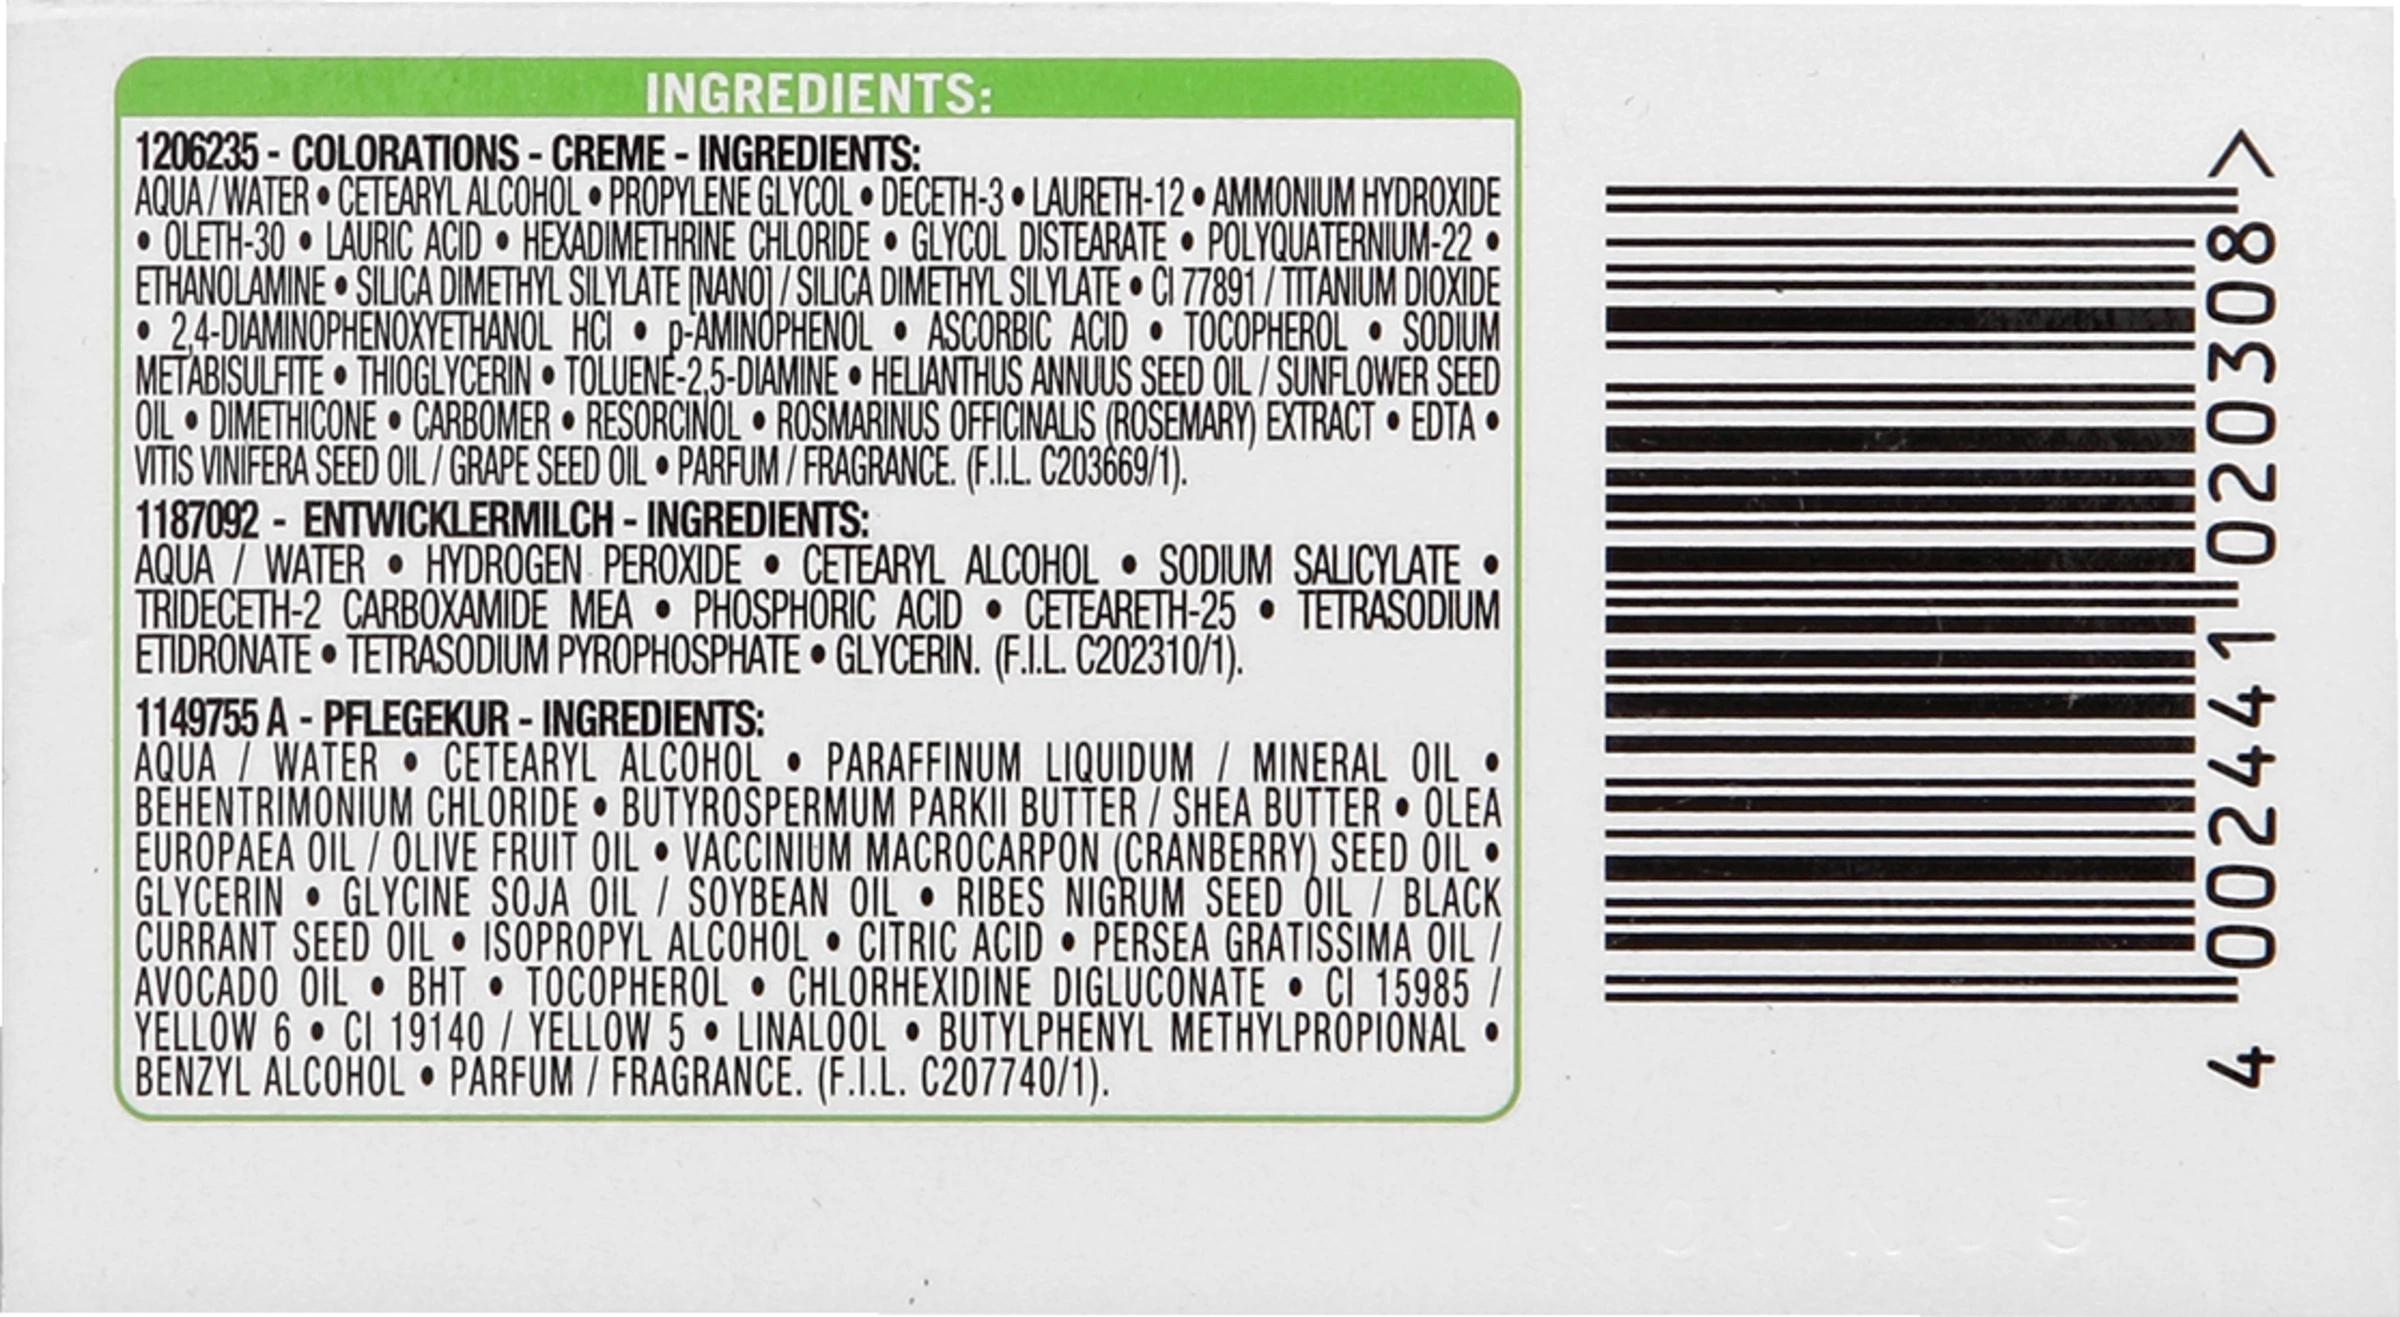 INGREDIENTS:
1206235 - COLORATIONS - CREME - INGREDIENTS:
AQUA / WATER • CETEARYL ALCOHOL • PROPYLENE GLYCOL • DECETH-3 • LAURETH-12 • AMMONIUM HYDROXIDE
• OLETH-30 • LAURIC ACID • HEXADIMETHRINE CHLORIDE • GLYCOL DISTEARATE • POLYQUATERNIUM-22 •
ETHANOLAMINE • SILICA DIMETHYL SILYLATE [NANO] / SILICA DIMETHYL SILYLATE • CI 77891 / TITANIUM DIOXIDE
• 2,4-DIAMINOPHENOXYETHANOL HCl • p-AMINOPHENOL • ASCORBIC ACID • TOCOPHEROL • SODIUM
METABISULFITE • THIOGLYCERIN • TOLUENE-2,5-DIAMINE • HELIANTHUS ANNUUS SEED OIL / SUNFLOWER SEED
OIL • DIMETHICONE • CARBOMER • RESORCINOL • ROSMARINUS OFFICINALIS (ROSEMARY) EXTRACT • EDTA •
VITIS VINIFERA SEED OIL / GRAPE SEED OIL • PARFUM / FRAGRANCE. (F.I.L. C203669/1).
1187092 - ENTWICKLERMILCH - INGREDIENTS:
AQUA / WATER • HYDROGEN PEROXIDE • CETEARYL ALCOHOL • SODIUM SALICYLATE •
TRIDECETH-2 CARBOXAMIDE MEA • PHOSPHORIC ACID • CETEARETH-25 • TETRASODIUM
ETIDRONATE • TETRASODIUM PYROPHOSPHATE • GLYCERIN. (F.I.L. C202310/1).
1149755 A - PFLEGEKUR - INGREDIENTS:
AQUA / WATER • CETEARYL ALCOHOL • PARAFFINUM LIQUIDUM / MINERAL OIL •
BEHENTRIMONIUM CHLORIDE • BUTYROSPERMUM PARKII BUTTER / SHEA BUTTER • OLEA
EUROPAEA OIL / OLIVE FRUIT OIL • VACCINIUM MACROCARPON (CRANBERRY) SEED OIL •
GLYCERIN • GLYCINE SOJA OIL / SOYBEAN OIL • RIBES NIGRUM SEED OIL / BLACK
CURRANT SEED OIL • ISOPROPYL ALCOHOL • CITRIC ACID • PERSEA GRATISSIMA OIL /
AVOCADO OIL • BHT • TOCOPHEROL • CHLORHEXIDINE DIGLUCONATE • CI 15985 /
YELLOW 6 • CI 19140 / YELLOW 5 • LINALOOL • BUTYLPHENYL METHYLPROPIONAL •
BENZYL ALCOHOL • PARFUM / FRAGRANCE. (F.I.L. C207740/1).
4 002441 020308 >